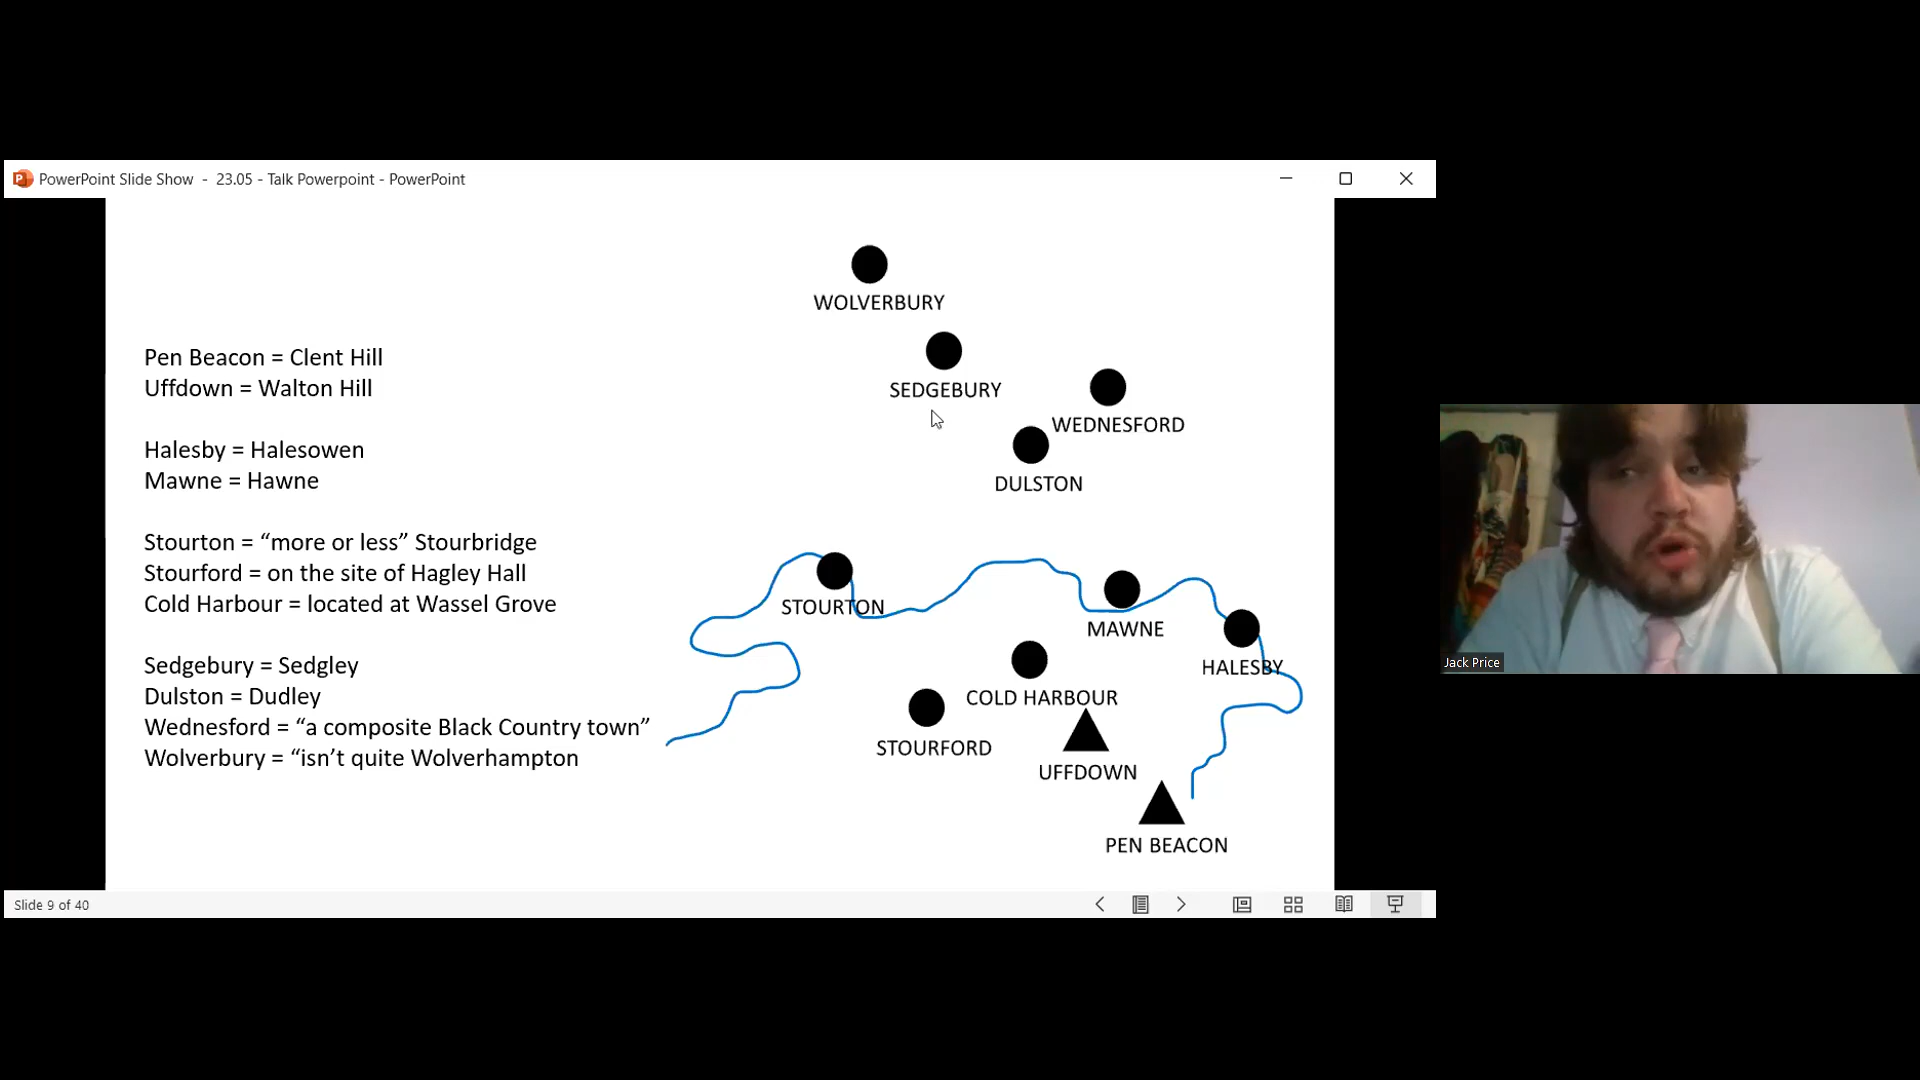 PowerPoint Slide Show - 23.05 - Talk Powerpoint - PowerPoint
Pen Beacon = Clent Hill
Uffdown = Walton Hill
Halesby = Halesowen
Mawne = Hawne
Stourton = “more or less” Stourbridge
Stourford = on the site of Hagley Hall
Cold Harbour = located at Wassel Grove
Sedgebury = Sedgley
Dulston = Dudley
Wednesford = “a composite Black Country town”
Wolverbury = “isn’t quite Wolverhampton
WOLVERBURY
SEDGEBURY
WEDNESFORD
DULSTON
STOURTON
MAWNE
HALESBY
COLD HARBOUR
STOURFORD
UFFDOWN
PEN BEACON
Jack Price
Slide 9 of 40